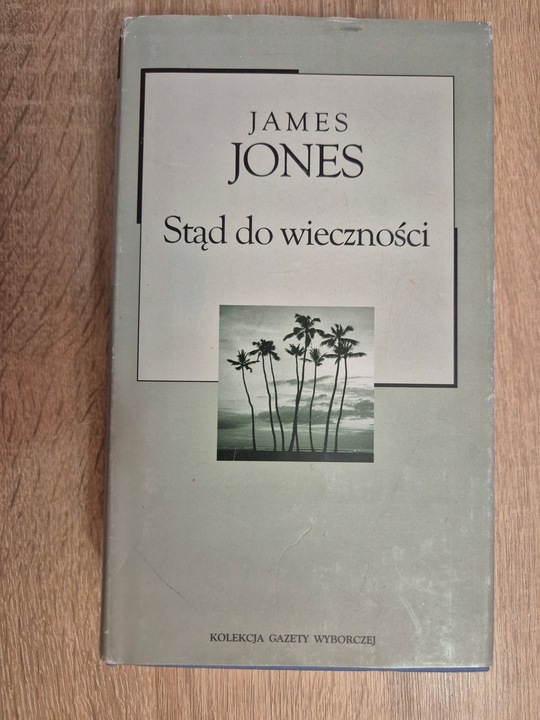 JAMES
JONES
Stąd do wieczności
KOLEKCJA GAZETY WYBORCZEJ